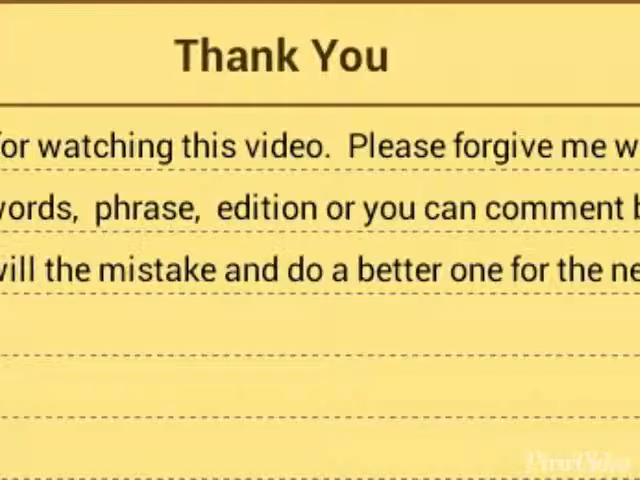 Thank You
for watching this video. Please forgive me w
words, phrase, edition or you can comment b
will the mistake and do a better one for the ne